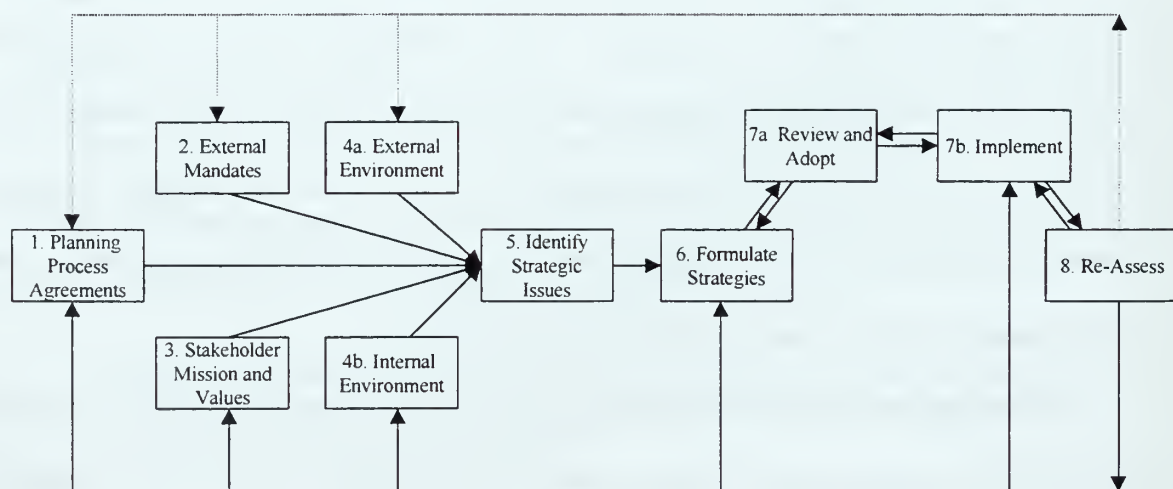 1. Planning
Process
Agreements
2. External
Mandates
3. Stakeholder
Mission and
Values
4a. External
Environment
4b. Internal
Environment
5. Identify
Strategic
Issues
6. Formulate
Strategies
7a Review and
Adopt
7b. Implement
8. Re-Assess